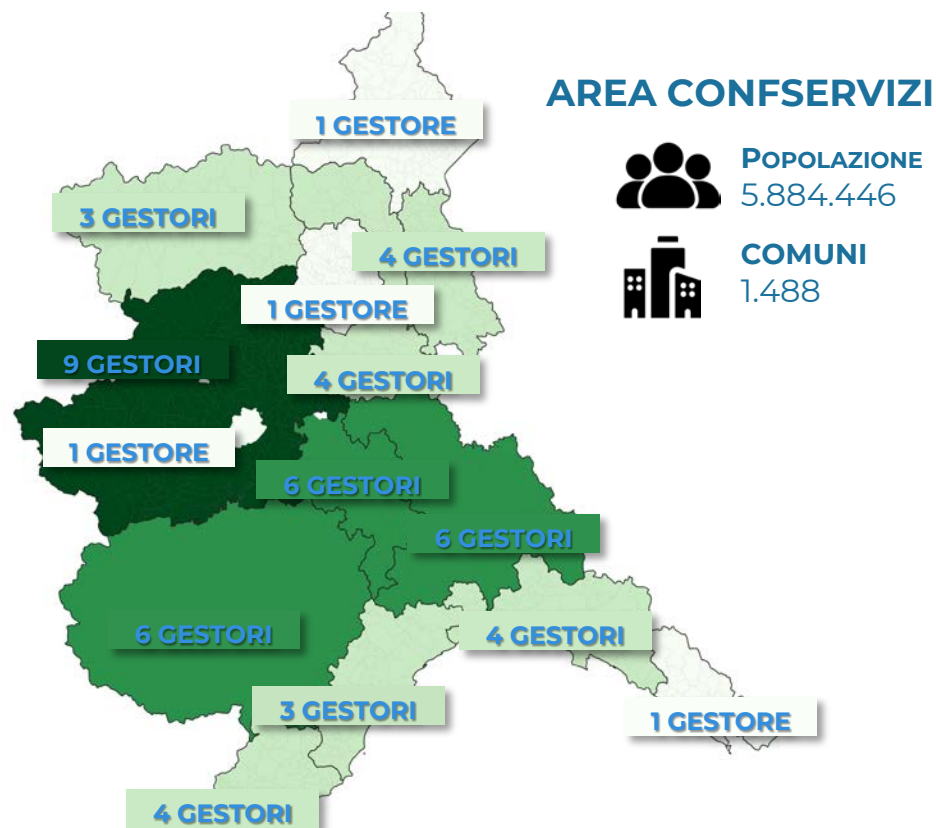 AREA CONFSERVIZI
POPOLAZIONE
5.884.446
COMUNI
1.488
1 GESTORE
3 GESTORI
4 GESTORI
1 GESTORE
9 GESTORI
4 GESTORI
1 GESTORE
6 GESTORI
6 GESTORI
6 GESTORI
4 GESTORI
3 GESTORI
1 GESTORE
4 GESTORI